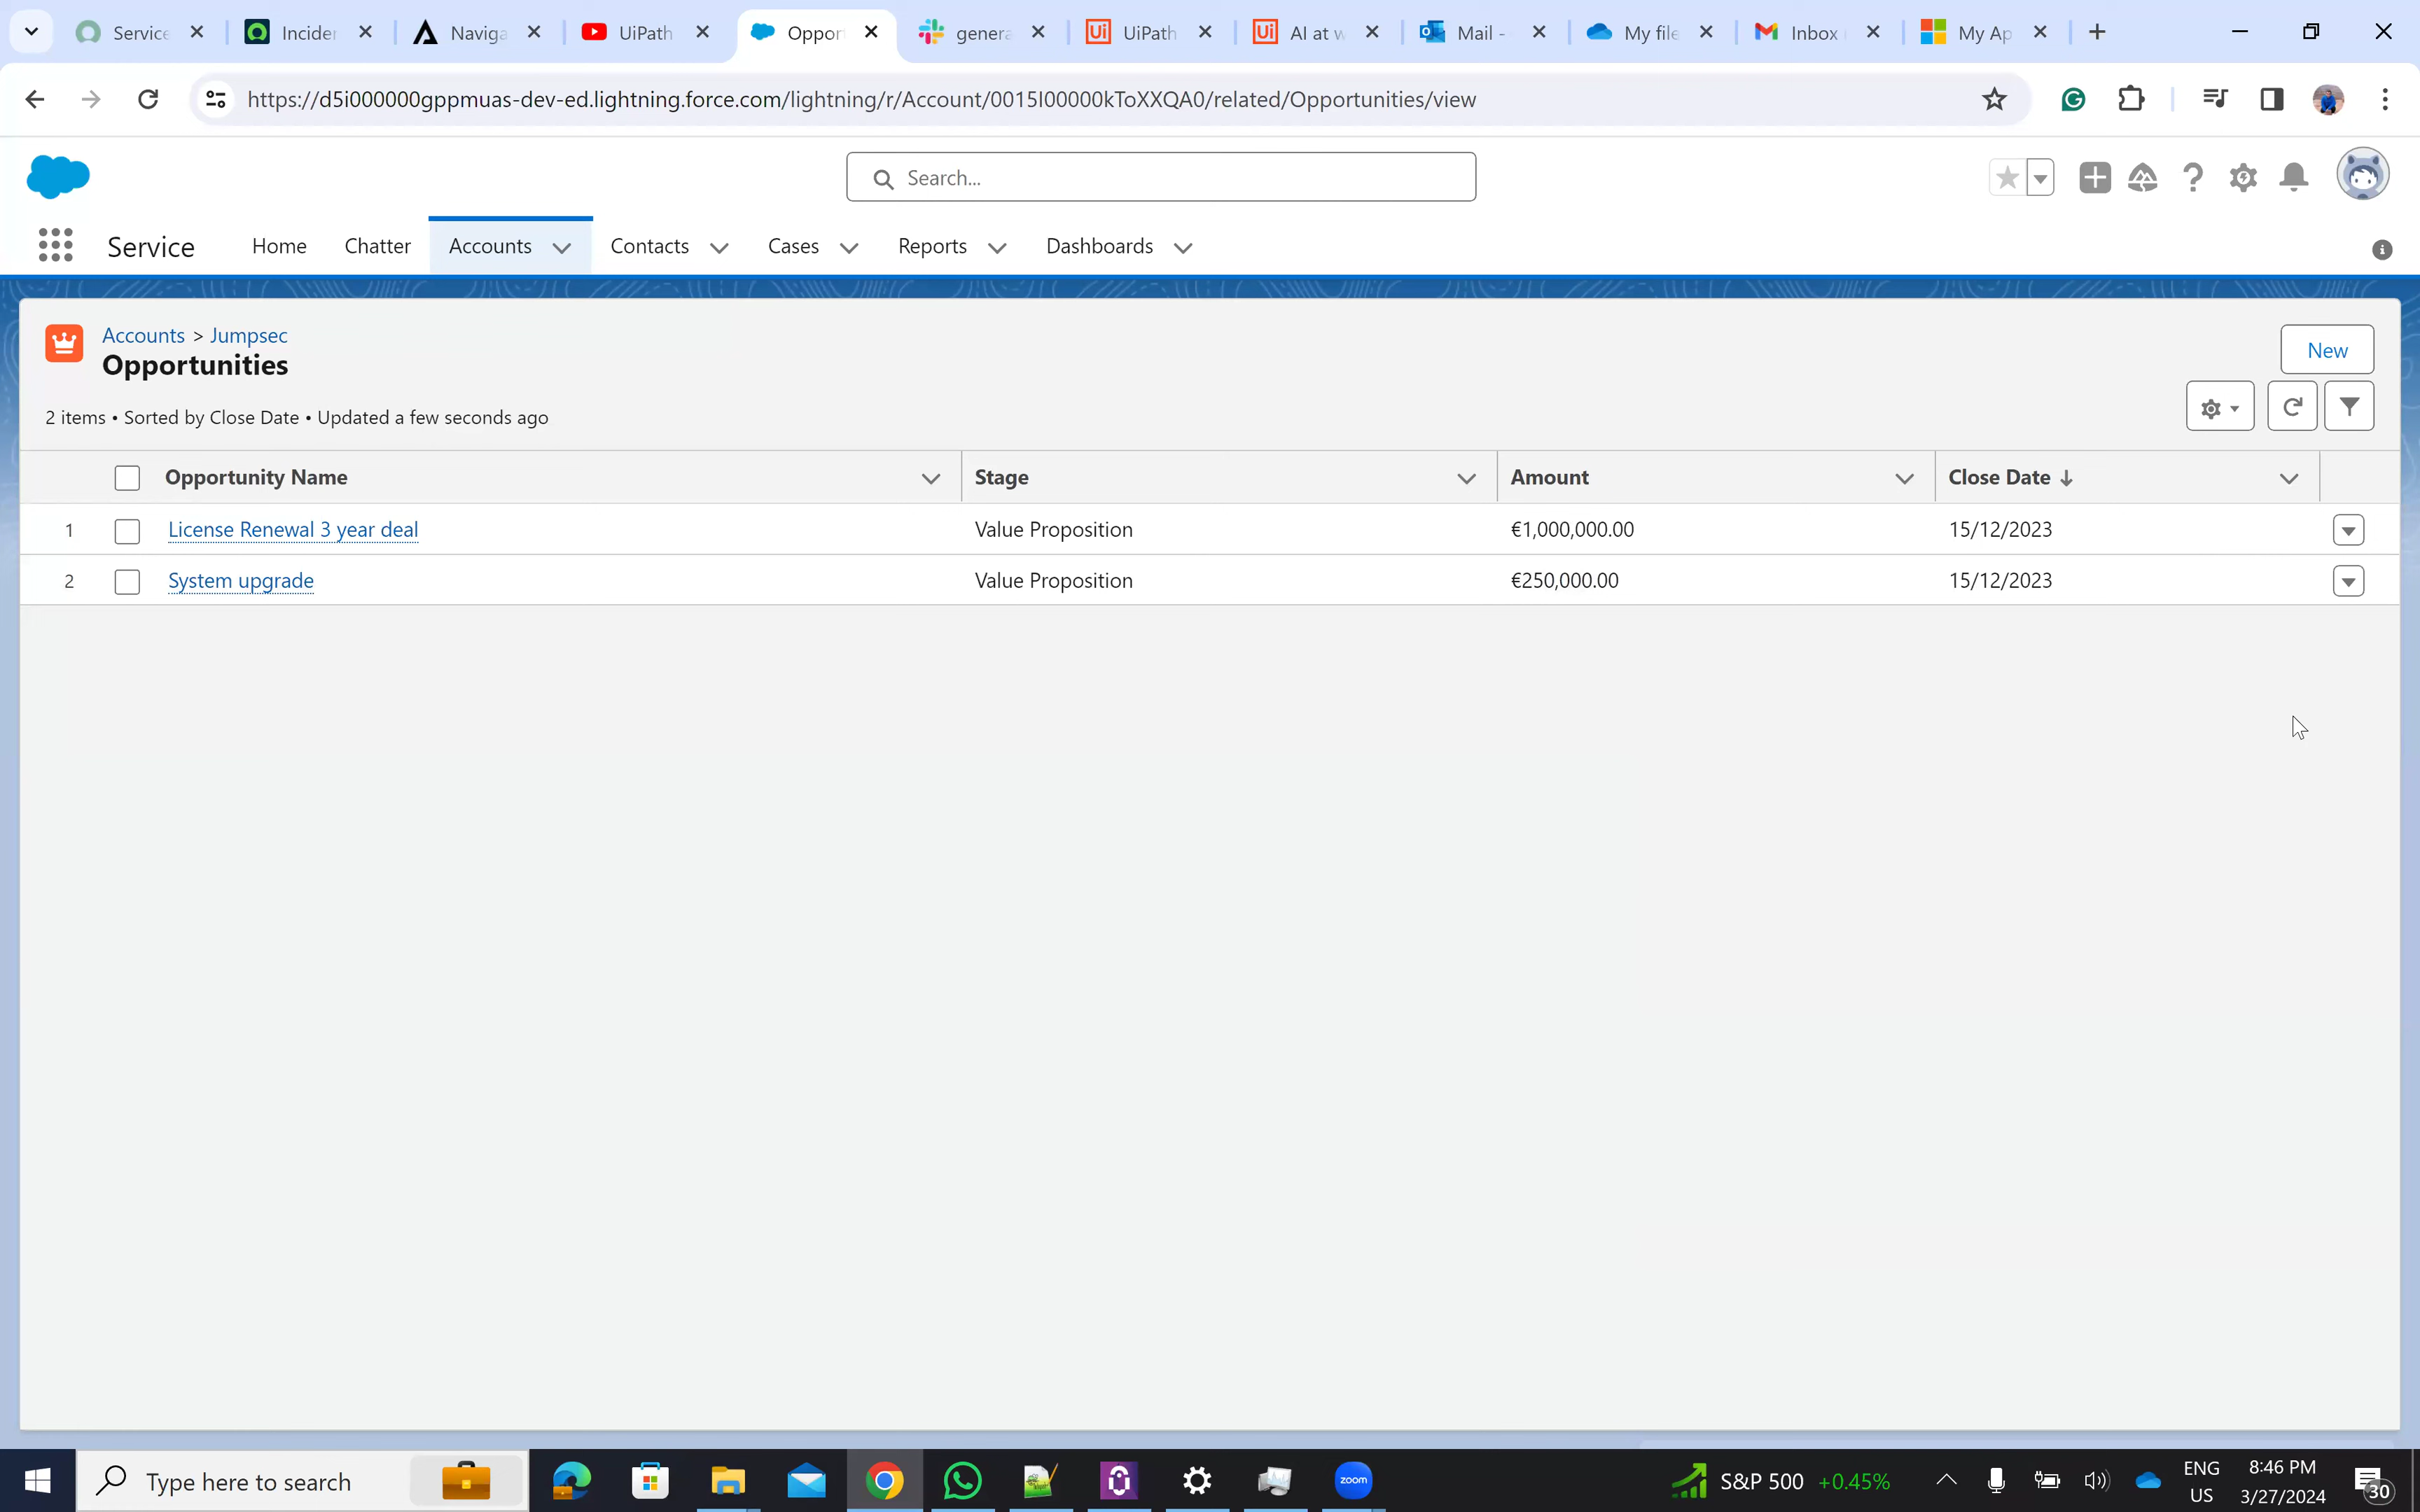 Service
Inciden
Naviga
UiPath
Oppor
genera
UiPath
AI at w
Mail -
My file
Inbox
My Ap
https://d5i000000gppmuas-dev-ed.lightning.force.com/lightning/r/Account/0015I00000kToXXQA0/related/Opportunities/view
Search...
Service
Home
Chatter
Accounts
Contacts
Cases
Reports
Dashboards
Accounts > Jumpsec
Opportunities
New
2 items • Sorted by Close Date • Updated a few seconds ago
Opportunity Name
Stage
Amount
Close Date
1 License Renewal 3 year deal Value Proposition €1,000,000.00 15/12/2023
2 System upgrade Value Proposition €250,000.00 15/12/2023
Type here to search
zoom
S&P 500 +0.45%
ENG
US
8:46 PM
3/27/2024
30